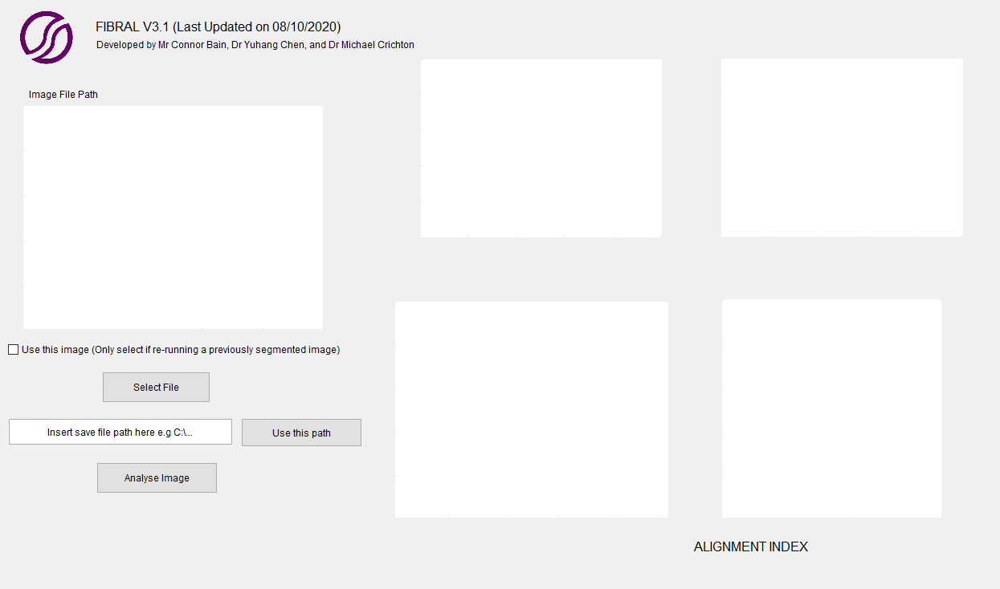 FIBRAL V3.1 (Last Updated on 08/10/2020)
Developed by Mr Connor Bain, Dr Yuhang Chen, and Dr Michael Crichton
Image File Path
Use this image (Only select if re-running a previously segmented image)
Select File
Insert save file path here e.g C:\...
Use this path
Analyse Image
ALIGNMENT INDEX